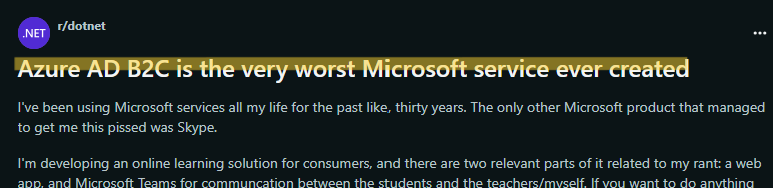 .NET
r/dotnet
Azure AD B2C is the very worst Microsoft service ever created
I've been using Microsoft services all my life for the past like, thirty years. The only other Microsoft product that managed
to get me this pissed was Skype.
I'm developing an online learning solution for consumers, and there are two relevant parts of it related to my rant: a web
app, and Microsoft Teams for communcation between the students and the teachers/myself. If you want to do anything